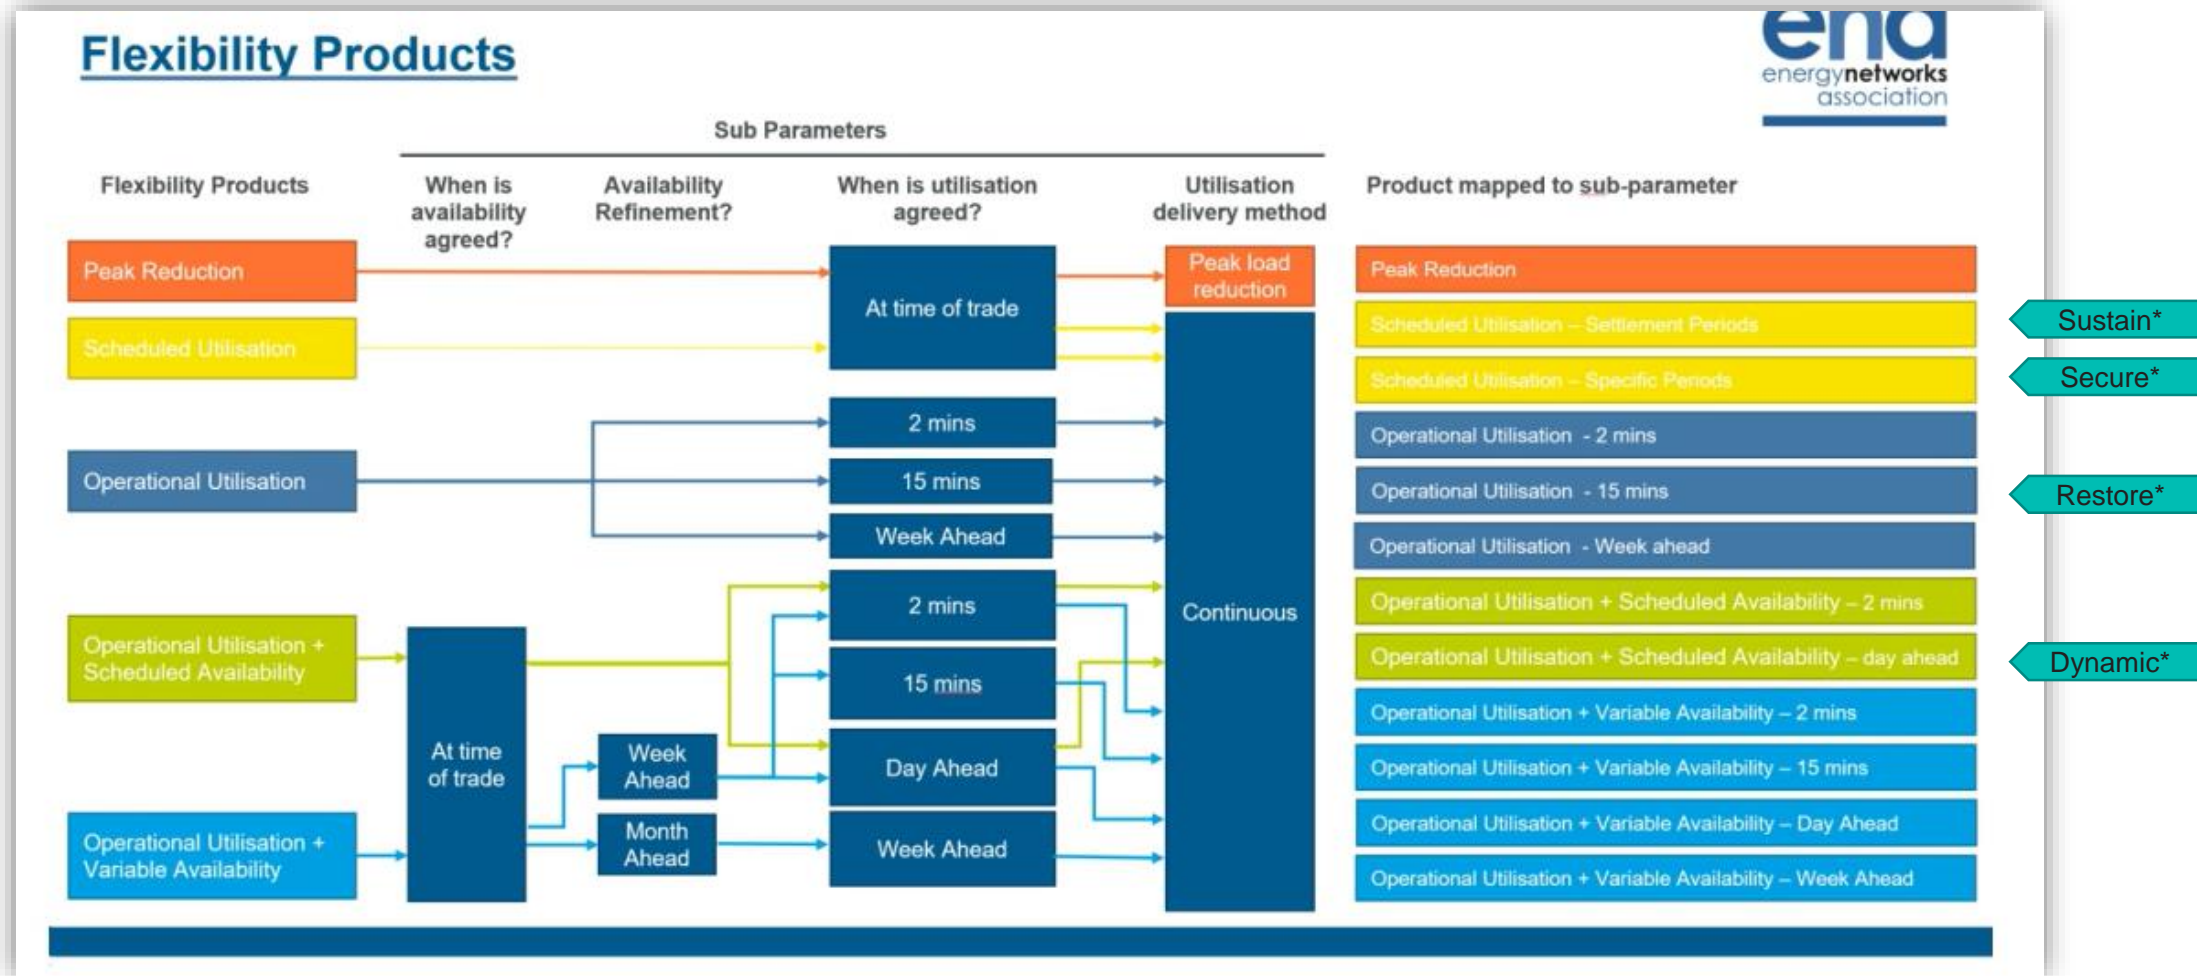 Flexibility Products
ena
energynetworks
association
Sub Parameters
Flexibility Products
When is
availability
agreed?
Availability
Refinement?
When is utilisation
agreed?
Utilisation
delivery method
Product mapped to sub-parameter
Peak Reduction
Scheduled Utilisation
Operational Utilisation
Operational Utilisation +
Scheduled Availability
Operational Utilisation +
Variable Availability
At time
of trade
Week
Ahead
Month
Ahead
At time of trade
2 mins
15 mins
Week Ahead
2 mins
15 mins
Day Ahead
Week Ahead
Peak load
reduction
Continuous
Peak Reduction
Scheduled Utilisation – Settlement Periods
Scheduled Utilisation – Specific Periods
Operational Utilisation - 2 mins
Operational Utilisation - 15 mins
Operational Utilisation - Week ahead
Operational Utilisation + Scheduled Availability – 2 mins
Operational Utilisation + Scheduled Availability – day ahead
Operational Utilisation + Variable Availability – 2 mins
Operational Utilisation + Variable Availability – 15 mins
Operational Utilisation + Variable Availability – Day Ahead
Operational Utilisation + Variable Availability – Week Ahead
Sustain*
Secure*
Restore*
Dynamic*